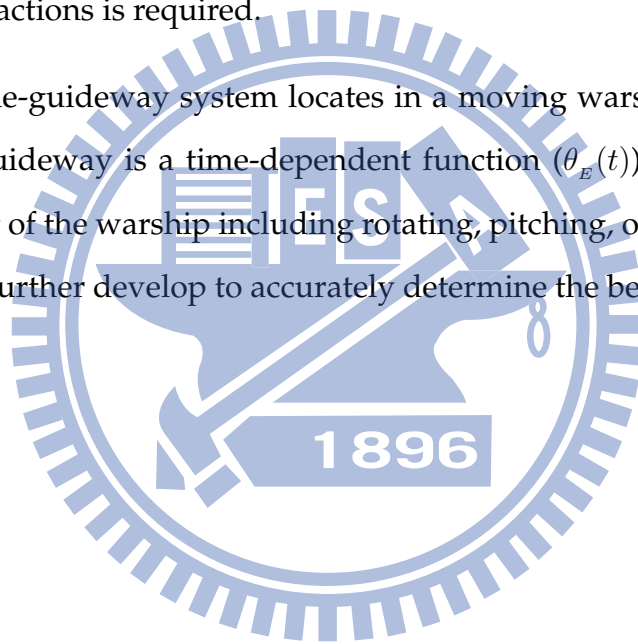 actions is required.
e-guideway system locates in a moving wars
uideway is a time-dependent function (θ_E(t))
of the warship including rotating, pitching, o
urther develop to accurately determine the be
E S A
1896